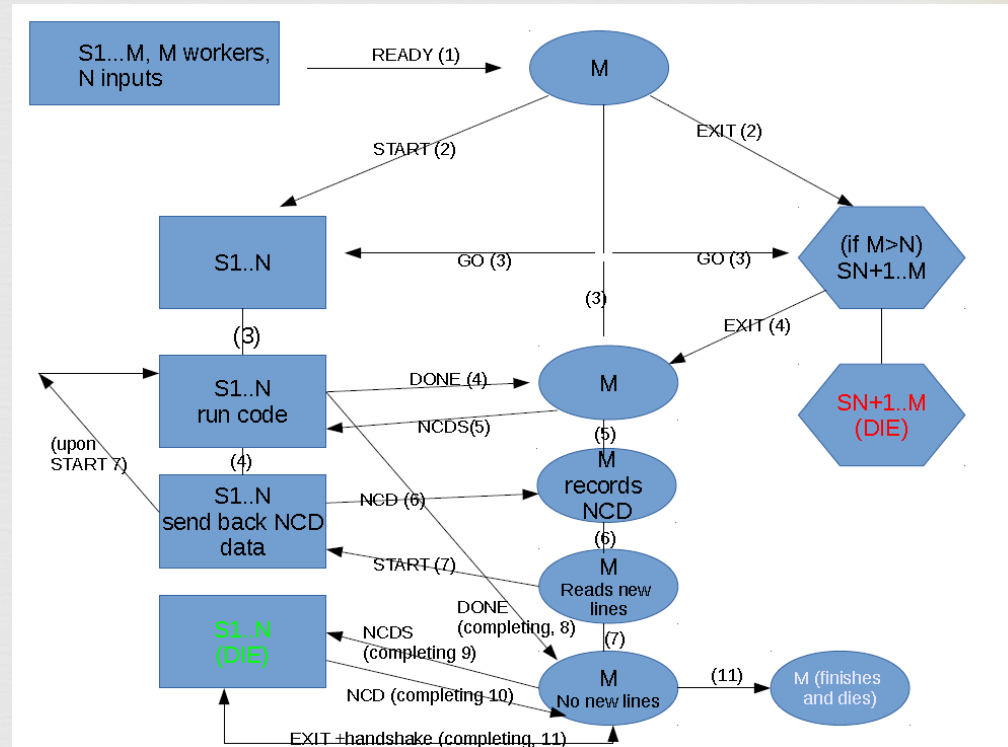 S1...M, M workers,
N inputs
READY (1)
M
START (2)
EXIT (2)
S1..N
GO (3)
GO (3)
(if M>N)
SN+1..M
(3)
(3)
EXIT (4)
S1..N
run code
DONE (4)
M
NCDS(5)
SN+1..M
(DIE)
(upon
START 7)
(4)
(5)
S1..N
send back NCD
data
NCD (6)
M
records
NCD
(6)
START (7)
M
Reads new
lines
DONE
(completing, 8)
(7)
S1..N
(DIE)
NCDS
(completing 9)
M
No new lines
(11)
M (finishes
and dies)
NCD (completing 10)
EXIT +handshake (completing, 11)